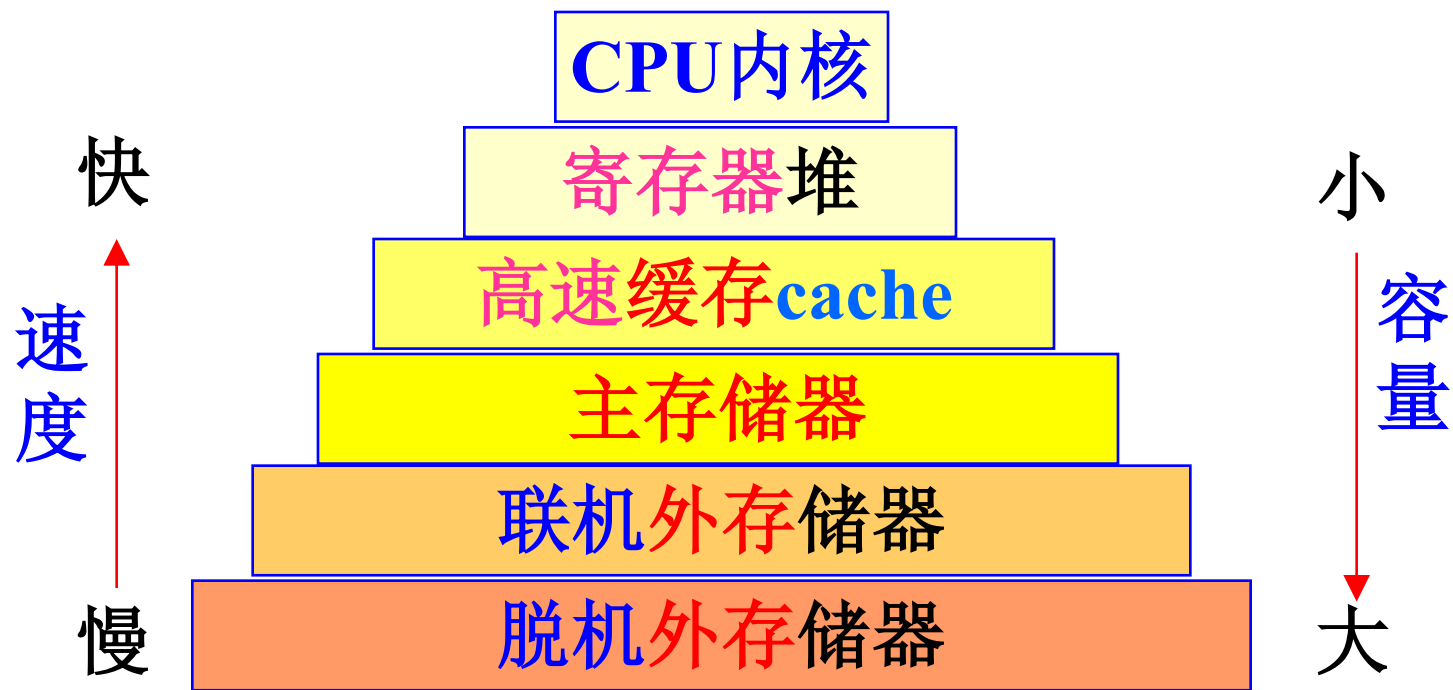 CPU内核
快
寄存器堆
小
高速缓存cache
速度
容量
主存储器
联机外存储器
慢
脱机外存储器
大